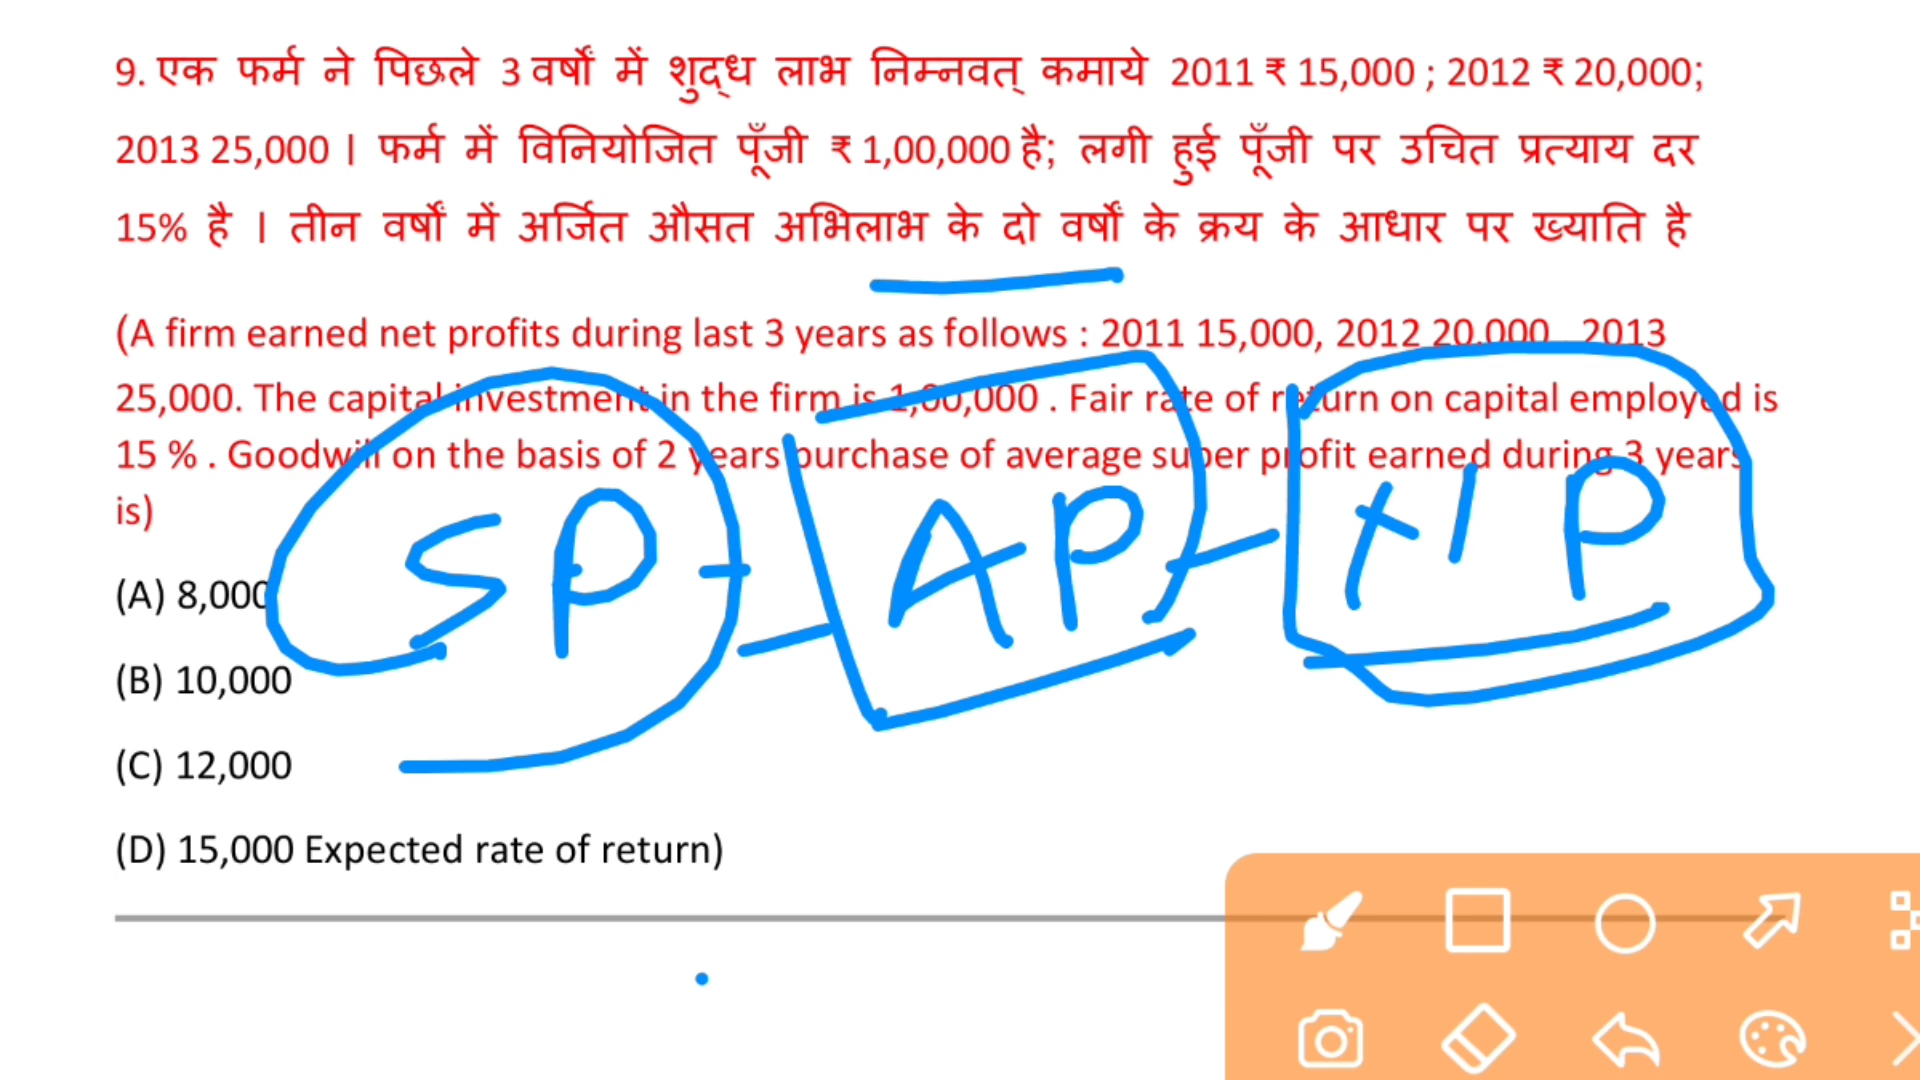 9. एक फर्म ने पिछले 3 वर्षों में शुद्ध लाभ निम्नवत् कमाये 2011 ₹ 15,000 ; 2012 ₹ 20,000;
2013 25,000 | फर्म में विनियोजित पूँजी ₹ 1,00,000 है; लगी हुई पूँजी पर उचित प्रत्याय दर
15% है । तीन वर्षों में अर्जित औसत अभिलाभ के दो वर्षों के क्रय के आधार पर ख्याति है
(A firm earned net profits during last 3 years as follows : 2011 15,000, 2012 20,000 2013
25,000. The capital investment in the firm is 1,00,000 . Fair rate of return on capital employed is
15 % . Goodwill on the basis of 2 years purchase of average super profit earned during 3 years
is)
SP - AP -
P
(A) 8,000
(B) 10,000
(C) 12,000
(D) 15,000 Expected rate of return)